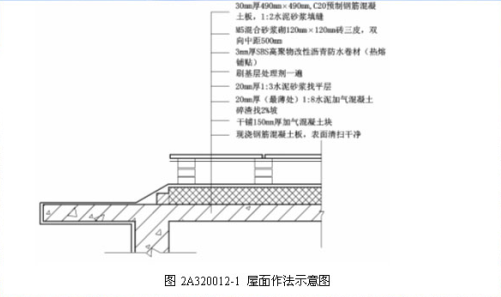 30mm厚490mm×490mm,C20预制钢筋混凝
土板，1:2水泥砂浆填缝
M5混合砂浆砌120mm×120mm砖三皮，双
向中距500mm
3mm厚SBS高聚物改性沥青防水卷材（热熔
铺贴）
刷基层处理剂一遍
20mm厚1:3水泥砂浆找平层
20mm厚（最薄处）1:8水泥加气混凝土
碎渣找2%坡
干铺150mm厚加气混凝土块
现浇钢筋混凝土板，表面清扫干净
图 2A320012-1 屋面作法示意图